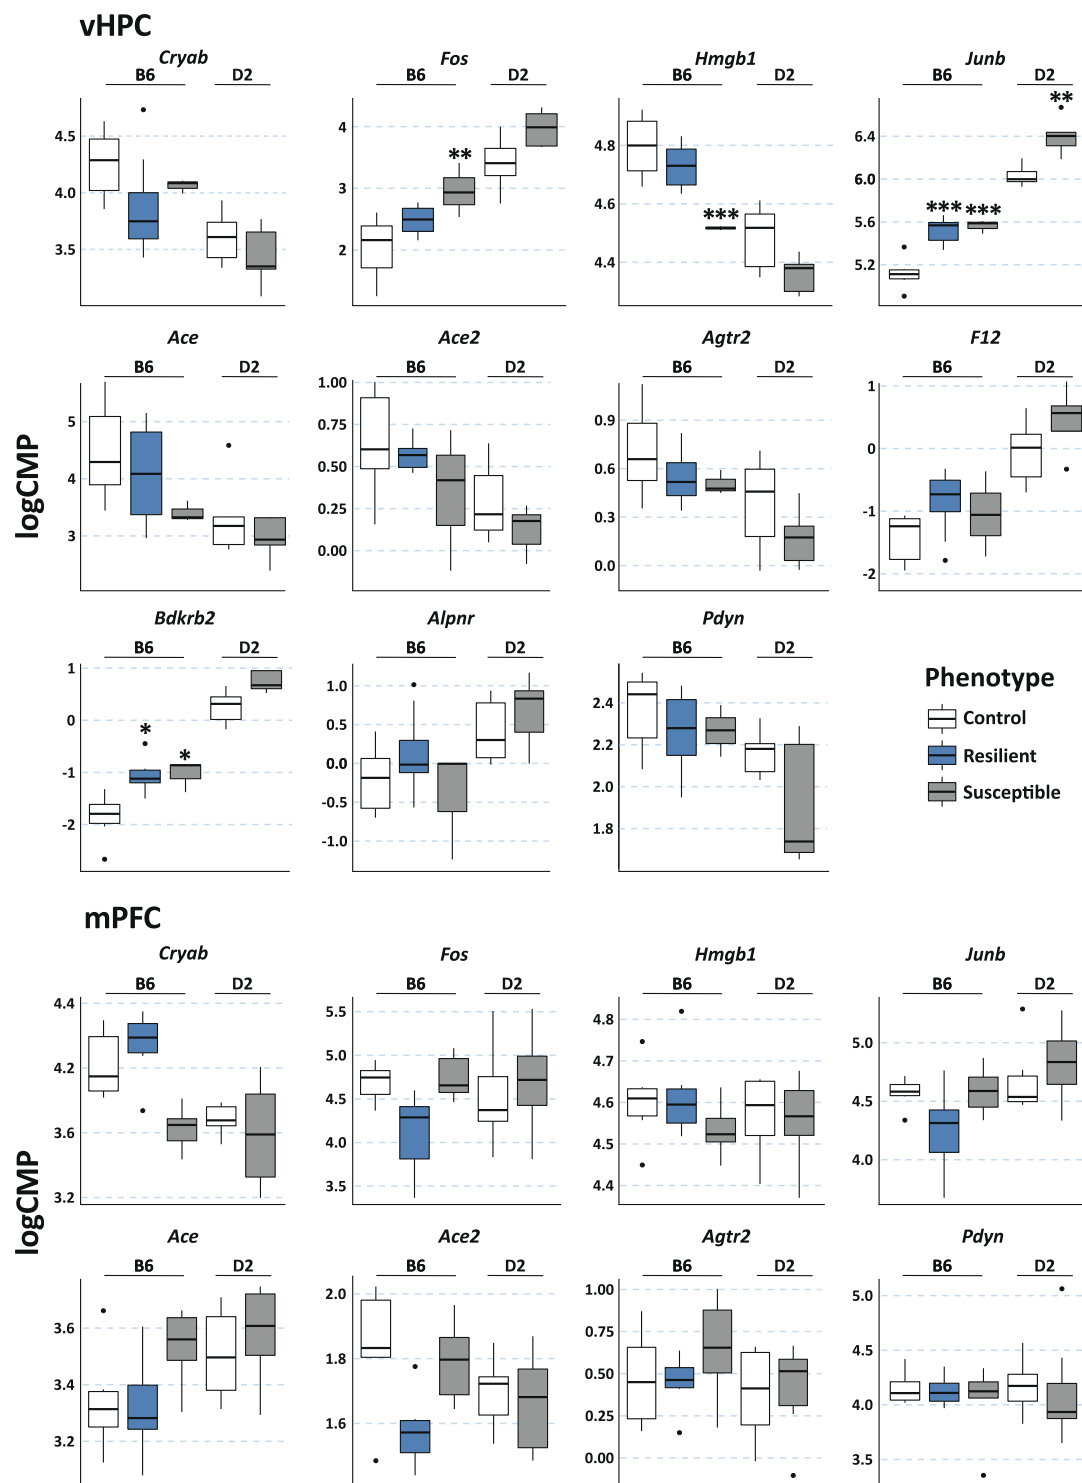 vHPC
Cryab Fos Hmgb1 Junb
B6 D2 B6 D2 B6 D2 B6 D2
4.5 4.0 3.5
4 3 2
**
4.8 4.6 4.4
***
6.4 6.0 5.6 5.2
*** *** **
Ace Ace2 Agtr2 F12
B6 D2 B6 D2 B6 D2 B6 D2
logCMP
5 4 3
1.00 0.75 0.50 0.25 0.00
0.9 0.6 0.3 0.0
1 0 -1 -2
Bdkrb2 Alpnr Pdyn
B6 D2 B6 D2 B6 D2
1 0 -1 -2
* *
1.0 0.5 0.0 -0.5 -1.0
2.4 2.2 2.0 1.8
Phenotype
Control
Resilient
Susceptible
mPFC
Cryab Fos Hmgb1 Junb
B6 D2 B6 D2 B6 D2 B6 D2
logCMP
4.4 4.2 3.6 3.2
5.5 5.0 4.5 4.0 3.5
4.8 4.7 4.6 4.5 4.4
5.0 4.5 4.0
Ace Ace2 Agtr2 Pdyn
B6 D2 B6 D2 B6 D2 B6 D2
3.6 3.4 3.2
2.0 1.8 1.6
1.00 0.75 0.50 0.25 0.00
5.0 4.5 4.0 3.5